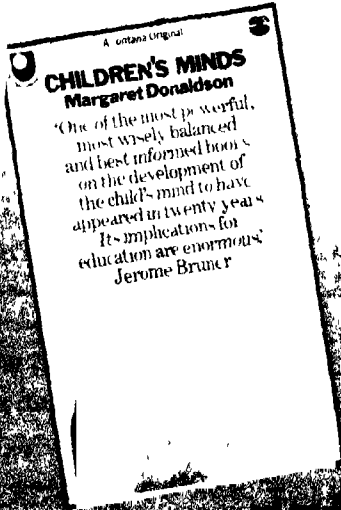 A Fontana Original
CHILDREN'S MINDS
Margaret Donaldson
'One of the most powerful,
most wisely balanced
and best informed books
on the development of
the child's mind to have
appeared in twenty years
Its implications for
education are enormous.'
Jerome Bruner